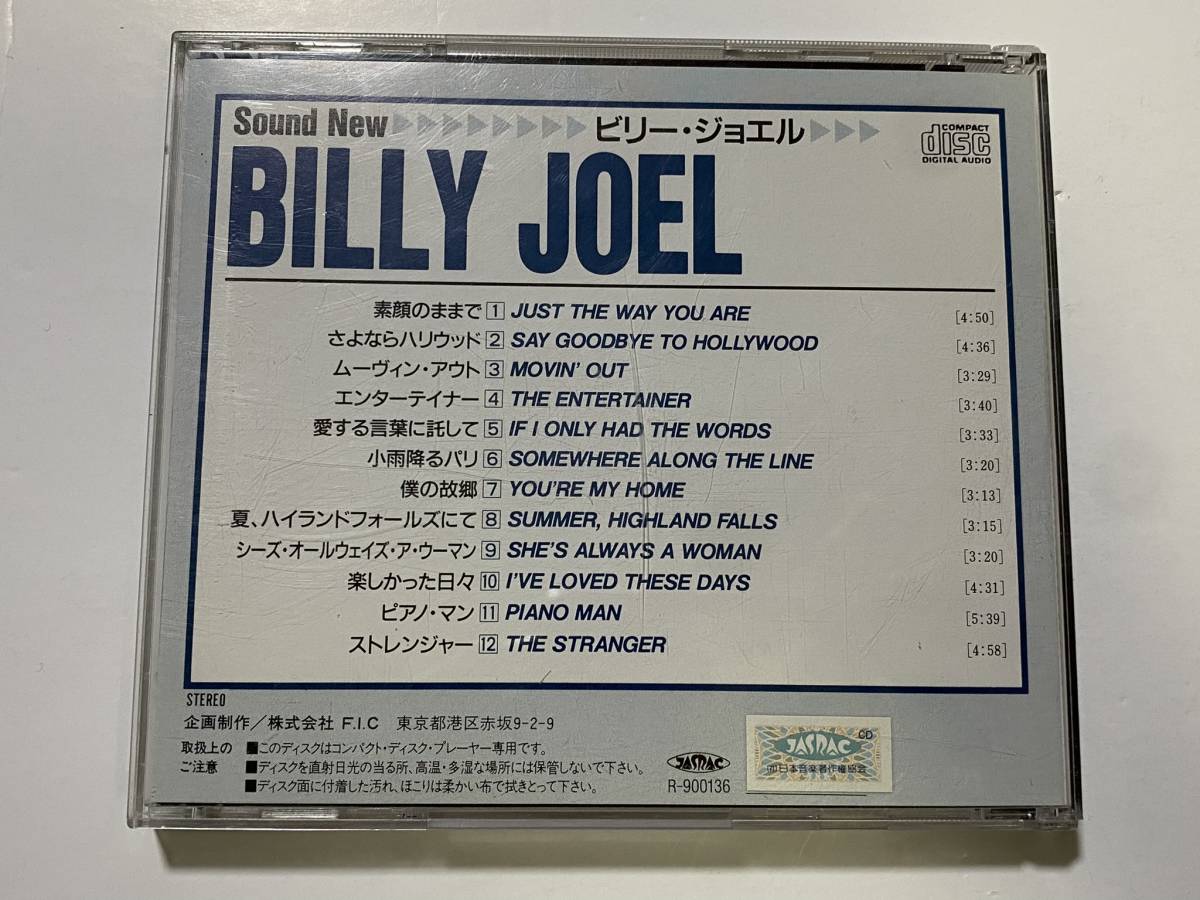 Sound New ビリー・ジョエル
COMPACT disc DIGITAL AUDIO
BILLY JOEL
素顔のままで 1 JUST THE WAY YOU ARE [4:50]
さよならハリウッド 2 SAY GOODBYE TO HOLLYWOOD [4:36]
ムーヴィン・アウト 3 MOVIN' OUT [3:29]
エンターテイナー 4 THE ENTERTAINER [3:40]
愛する言葉に託して 5 IF I ONLY HAD THE WORDS [3:33]
小雨降るパリ 6 SOMEWHERE ALONG THE LINE [3:20]
僕の故郷 7 YOU'RE MY HOME [3:13]
夏、ハイランドフォールズにて 8 SUMMER, HIGHLAND FALLS [3:15]
シーズ・オールウェイズ・ア・ウーマン 9 SHE'S ALWAYS A WOMAN [3:20]
楽しかった日々 10 I'VE LOVED THESE DAYS [4:31]
ピアノ・マン 11 PIANO MAN [5:39]
ストレンジャー 12 THE STRANGER [4:58]
STEREO
企画制作/株式会社 F.I.C 東京都港区赤坂9-2-9
取扱上のご注意
■このディスクはコンパクト・ディスク・プレーヤー専用です。
■ディスクを直射日光の当る所、高温・多湿な場所には保管しないで下さい。
■ディスク面に付着した汚れ、ほこりは柔かい布で拭きとって下さい。
JASRAC
R-900136
JASRAC CD
(社)日本音楽著作権協会